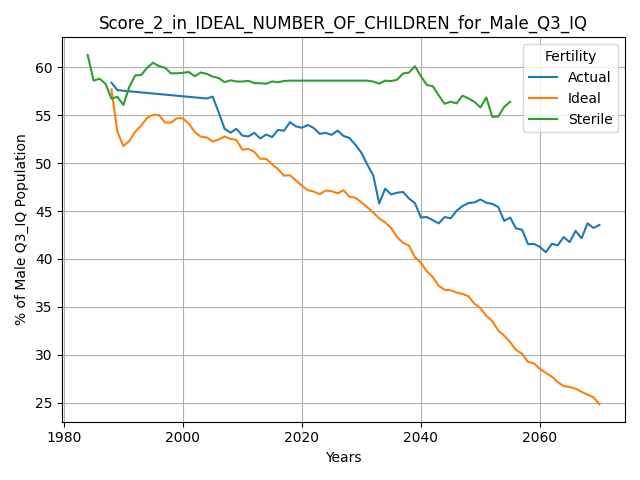 Score_2_in_IDEAL_NUMBER_OF_CHILDREN_for_Male_Q3_IQ
Fertility
Actual
Ideal
Sterile
% of Male Q3_IQ Population
60
55
50
45
40
35
30
25
1980
2000
2020
2040
2060
Years